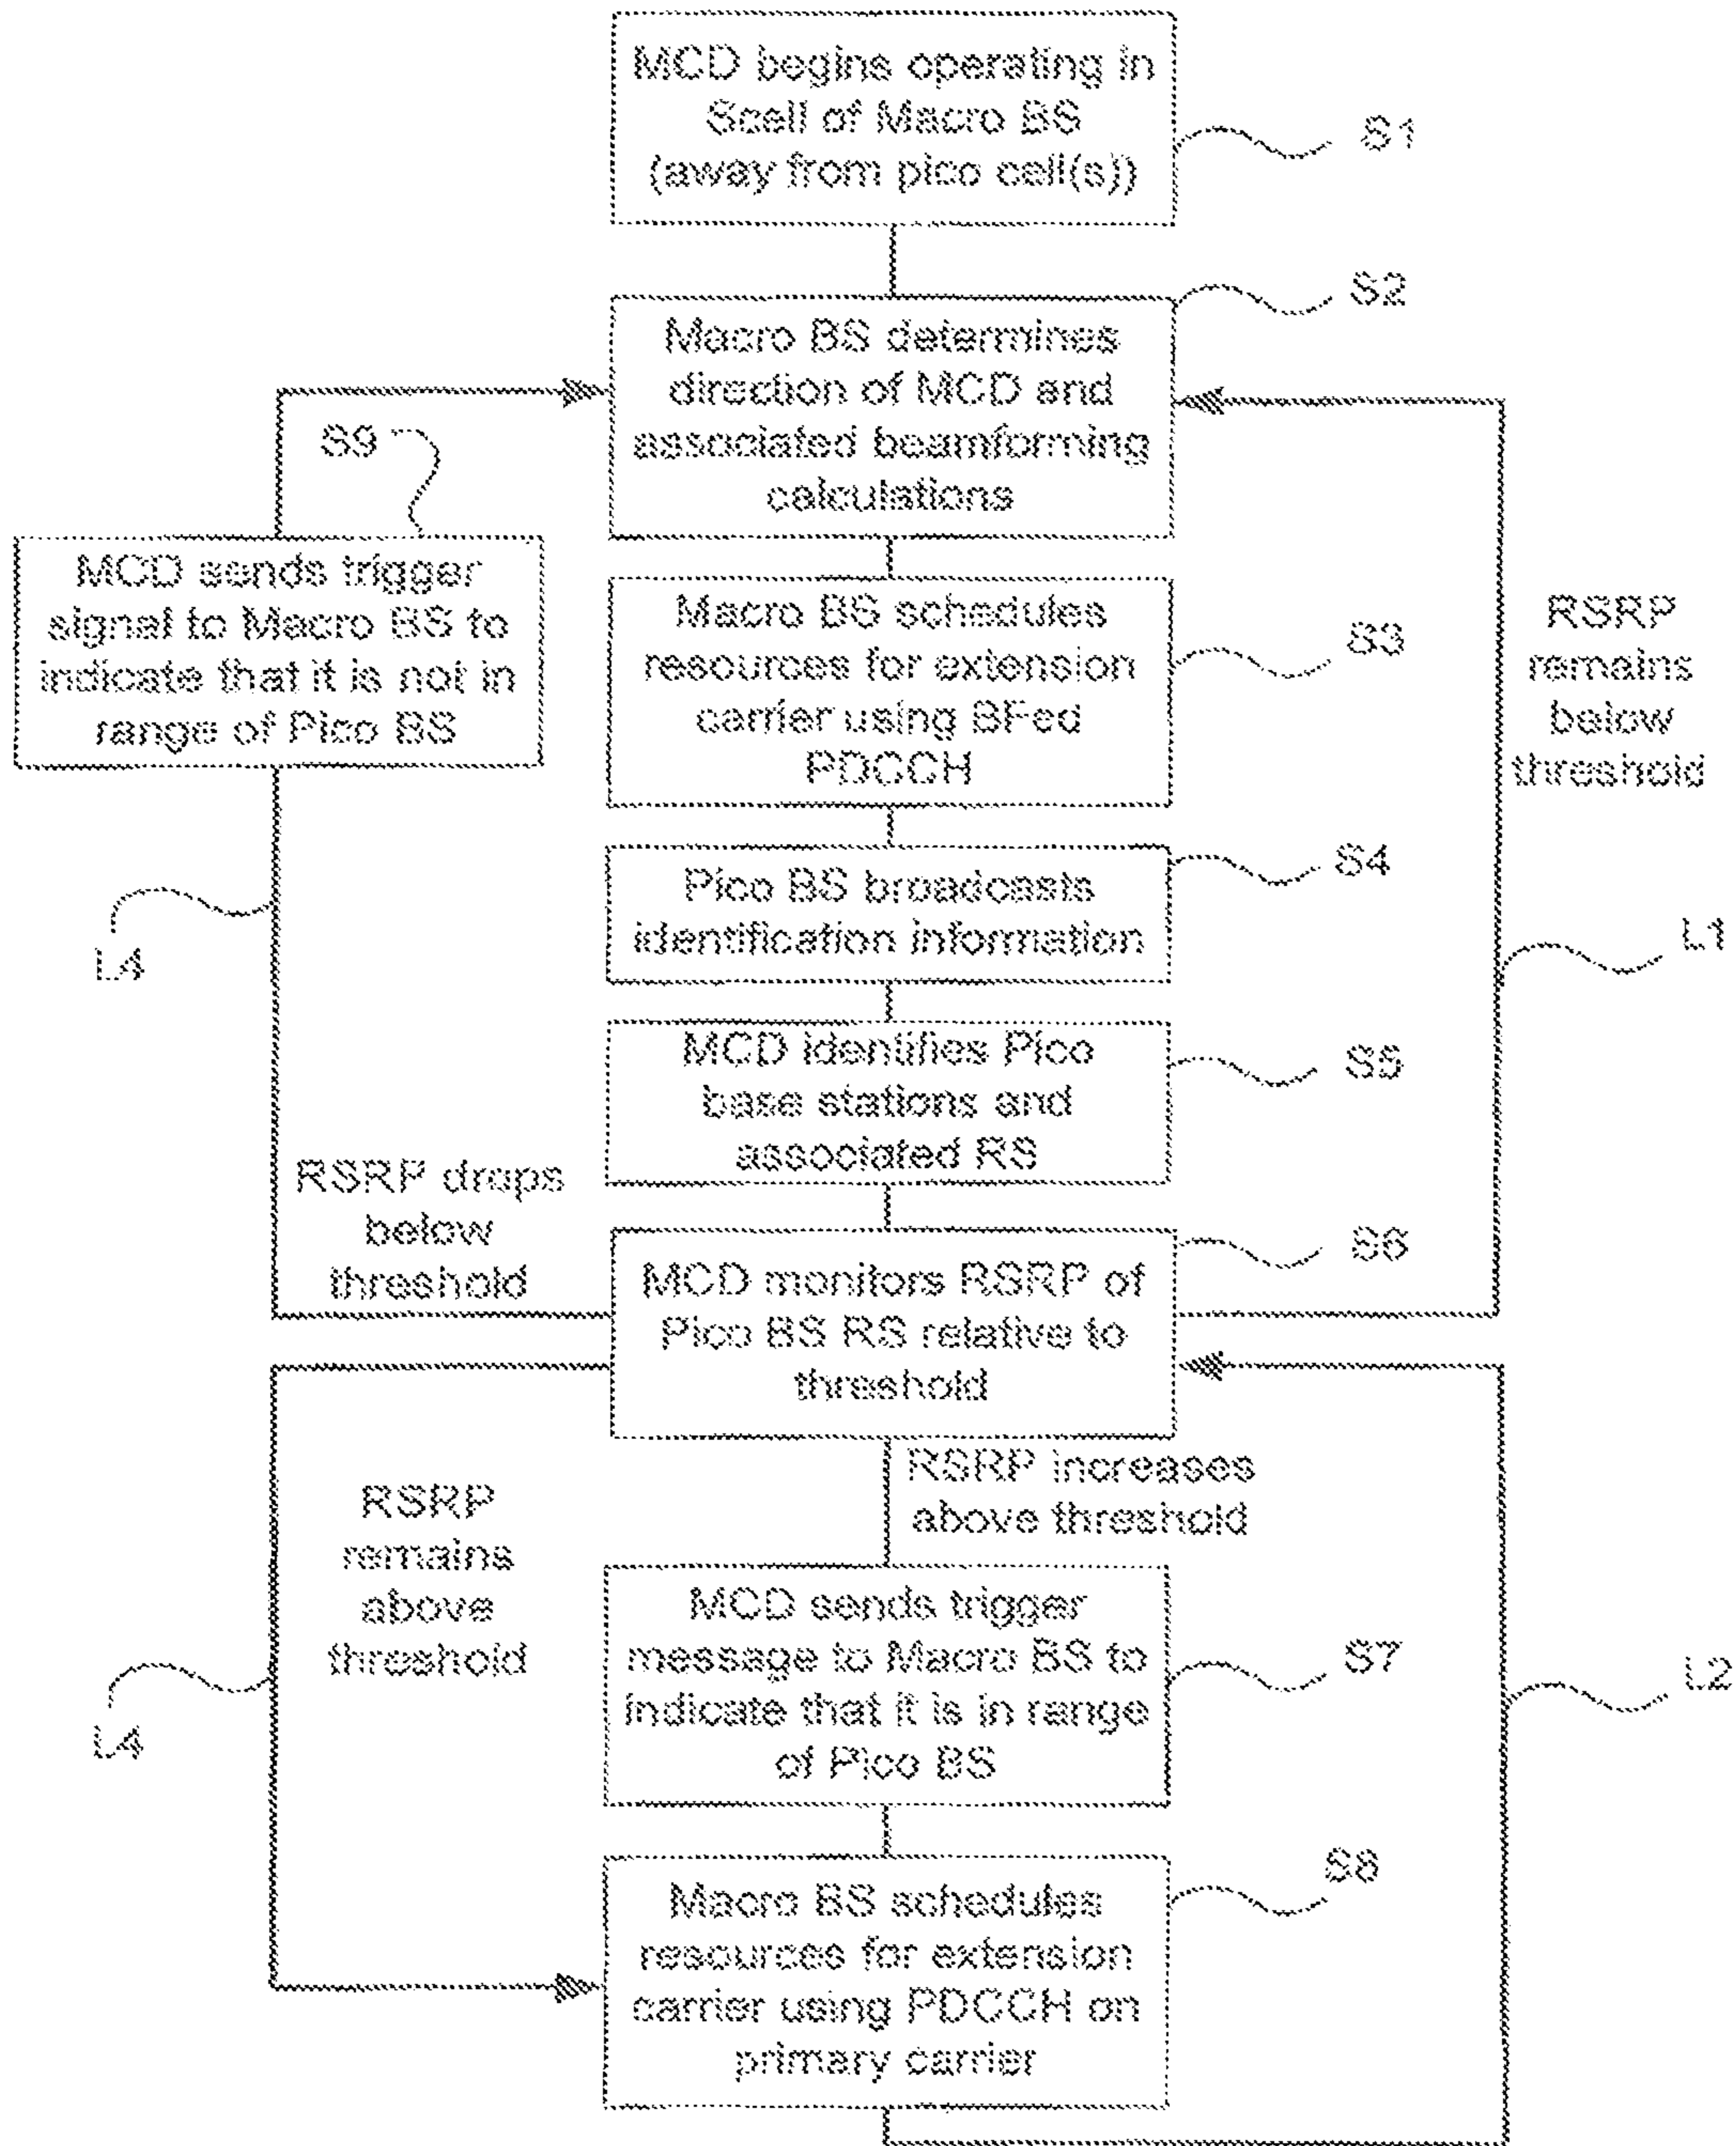 MCD begins operating in
Scell of Macro BS
(away from pico cell(s))
S1
S2
Macro BS determines
direction of MCD and
associated beamforming
calculations
S9
MCD sends trigger
signal to Macro BS to
indicate that it is not in
range of Pico BS
Macro BS schedules
resources for extension
carrier using BFed
PDCCH
S3
RSRP
remains
below
threshold
Pico BS broadcasts
identification information
S4
L4
L1
MCD identifies Pico
base stations and
associated RS
S5
RSRP drops
below
threshold
MCD monitors RSRP of
Pico BS RS relative to
threshold
S6
RSRP increases
above threshold
RSRP
remains
above
threshold
MCD sends trigger
message to Macro BS to
indicate that it is in range
of Pico BS
S7
L4
L2
Macro BS schedules
resources for extension
carrier using PDCCH on
primary carrier
S8